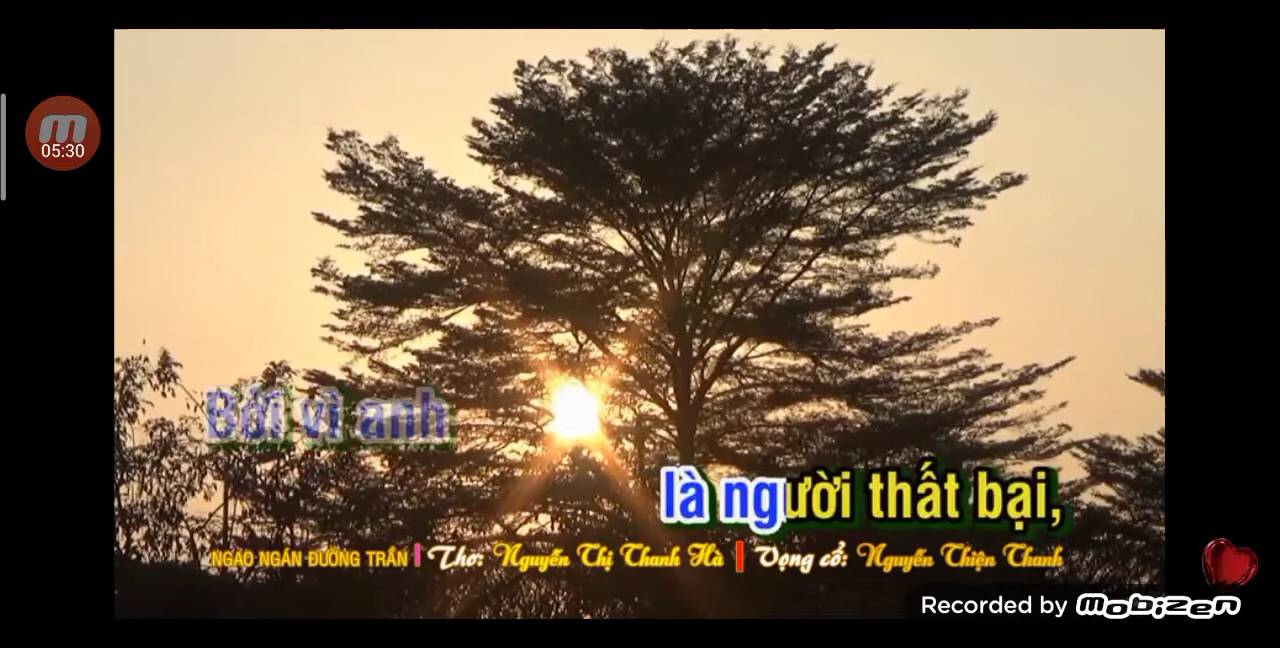 05:30
Bởi vì anh
là người thất bại,
NGAO NGÁN ĐƯỜNG TRẦN | Thơ: Nguyễn Thị Thanh Hà | Vọng cổ: Nguyễn Thiện Thanh
Recorded by mobizen